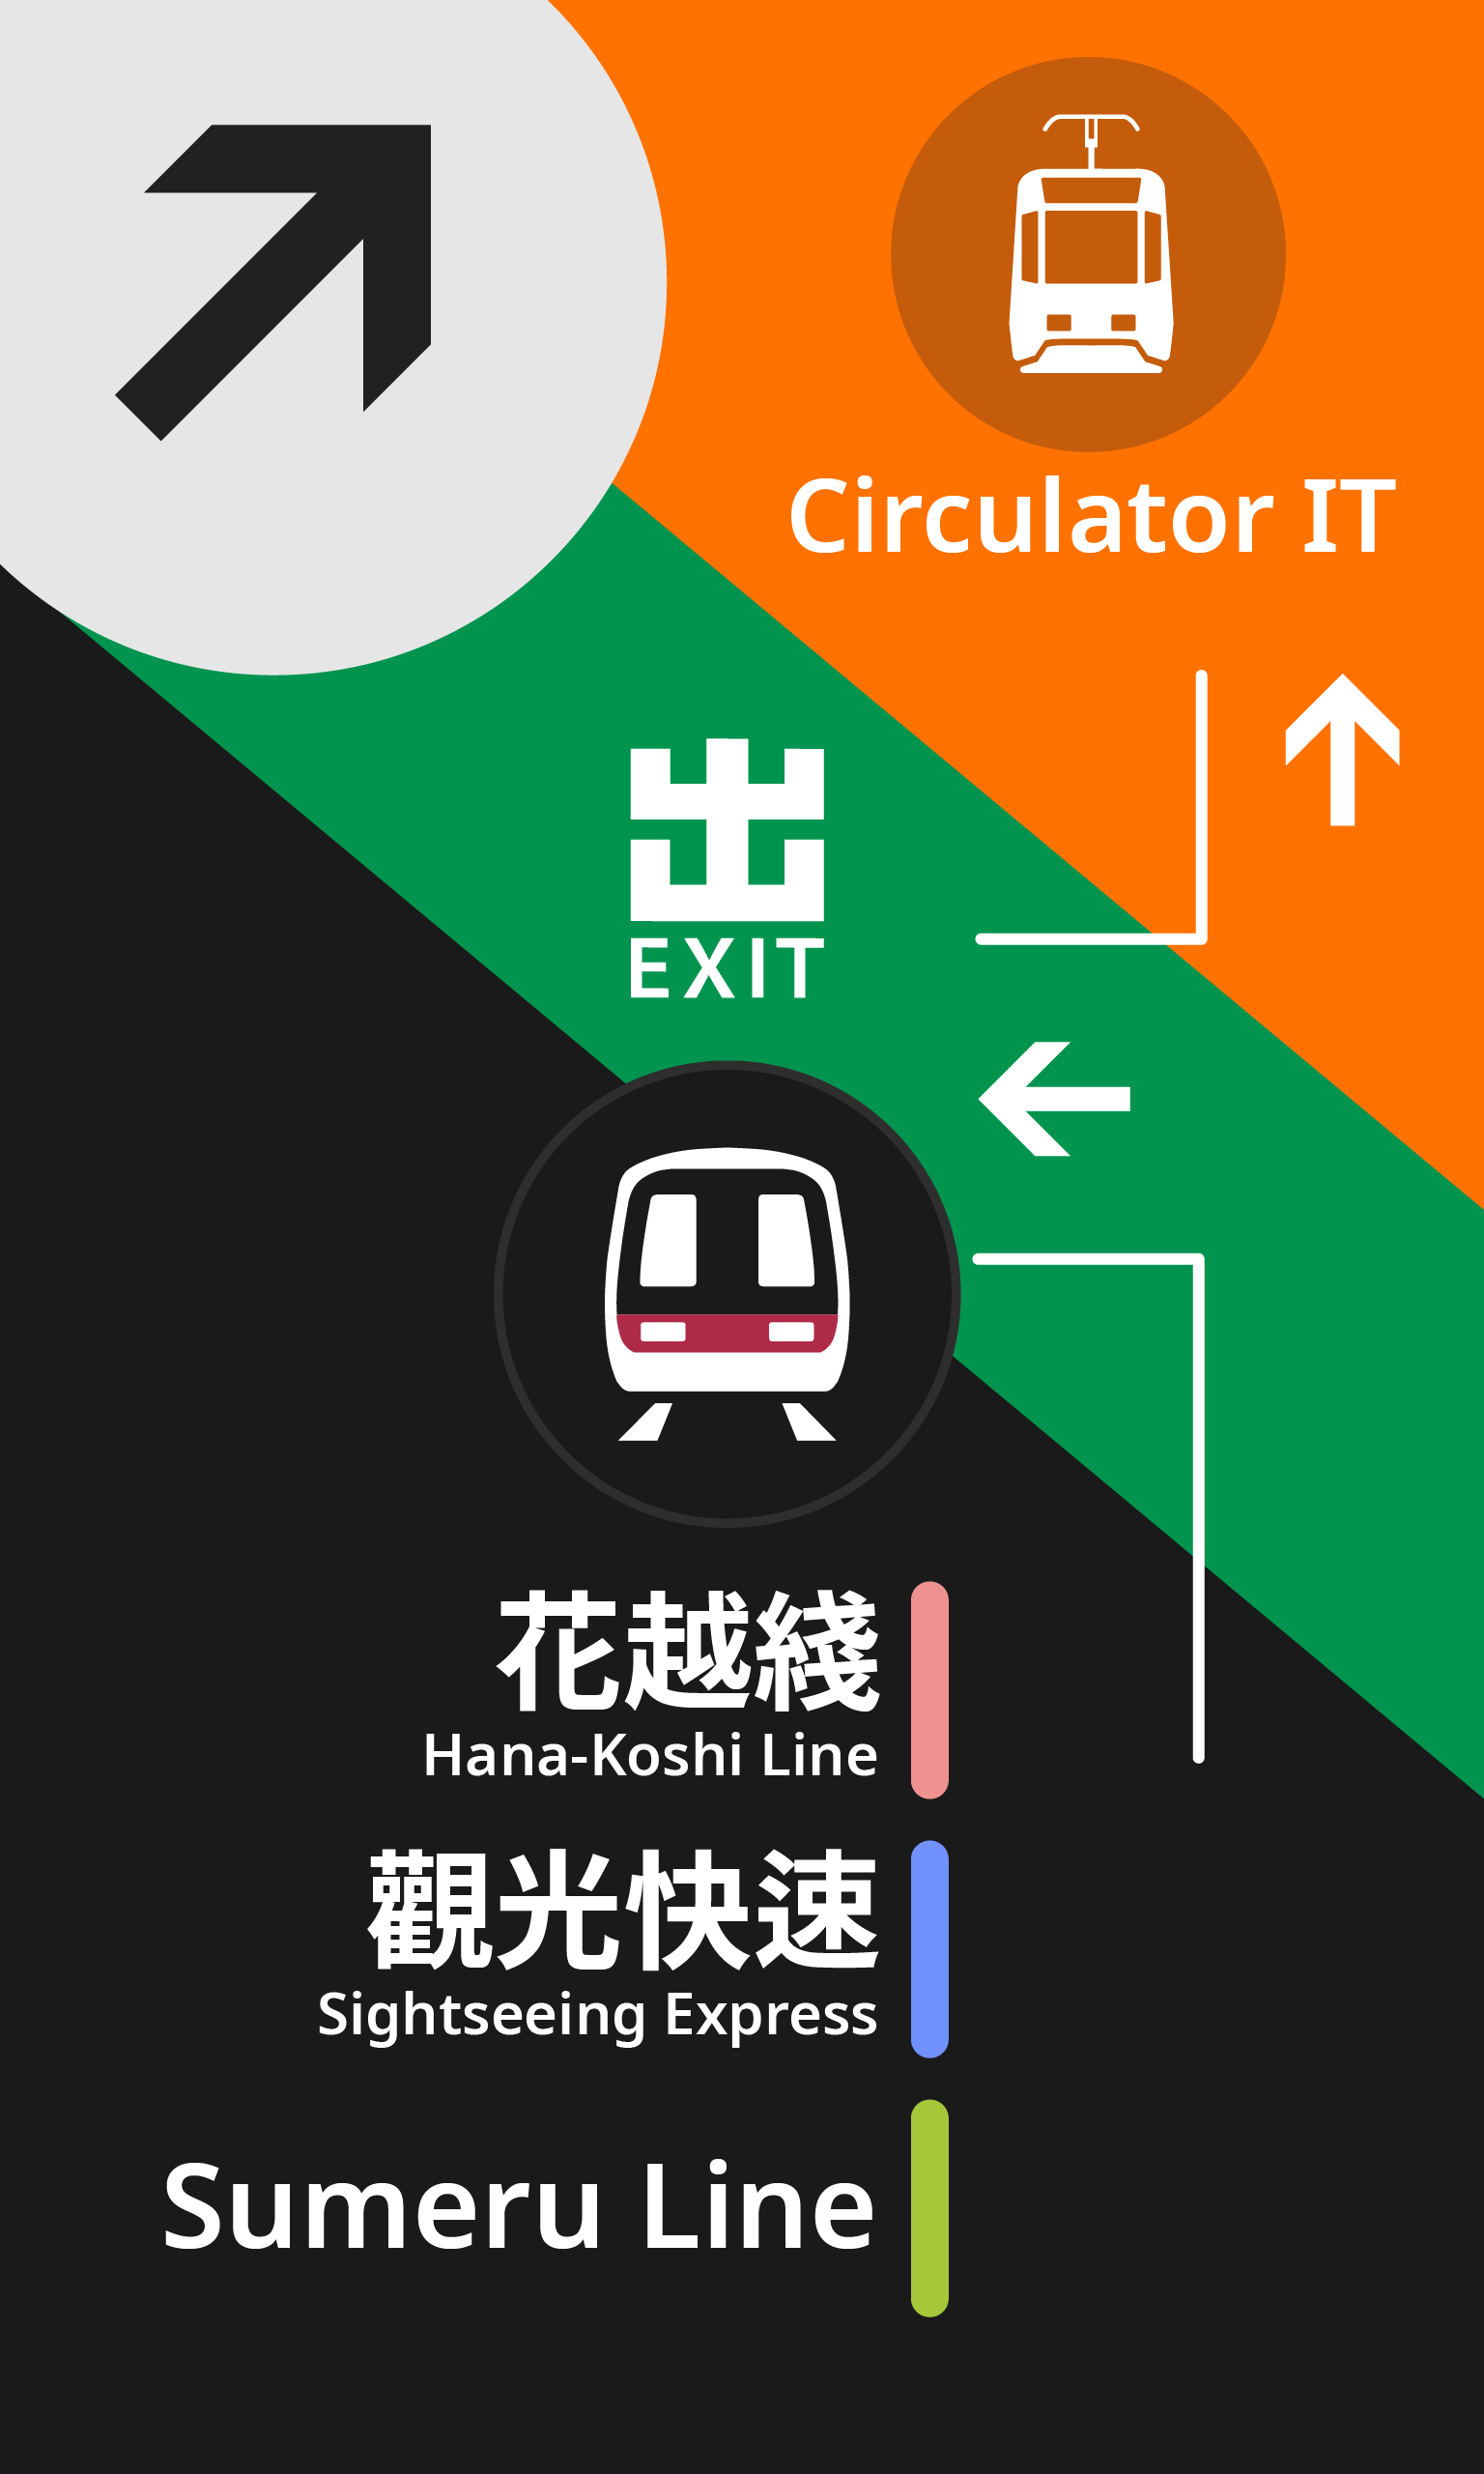 Circulator IT
出
EXIT
花越綫
Hana-Koshi Line
觀光快速
Sightseeing Express
Sumeru Line